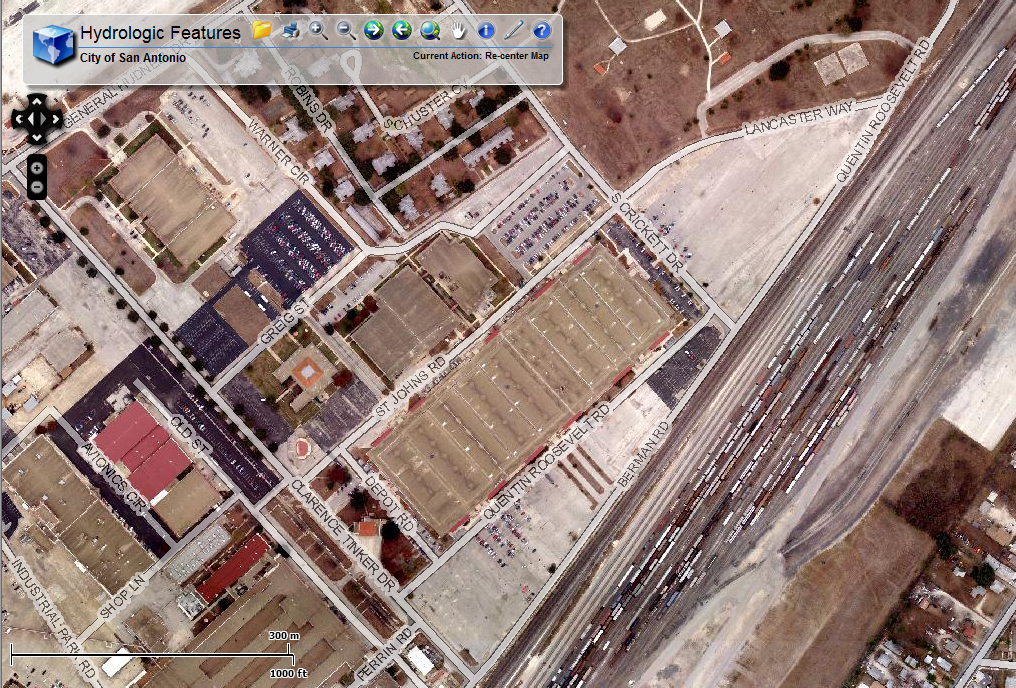 Hydrologic Features
City of San Antonio
Current Action: Re-center Map
GENERAL HUDNELL
ROBINS DR
SCHUSTER CIR
WARNER CIR
LANCASTER WAY
QUENTIN ROOSEVELT RD
S CRICKETT DR
GREIG ST
ST JOHNS RD
OLD ST
AVIONICS CIR
QUENTIN ROOSEVELT RD
BERMAN RD
DEPOT RD
CLARENCE TINKER DR
SHOP LN
INDUSTRIAL PARK RD
PERRIN RD
300 m
1000 ft